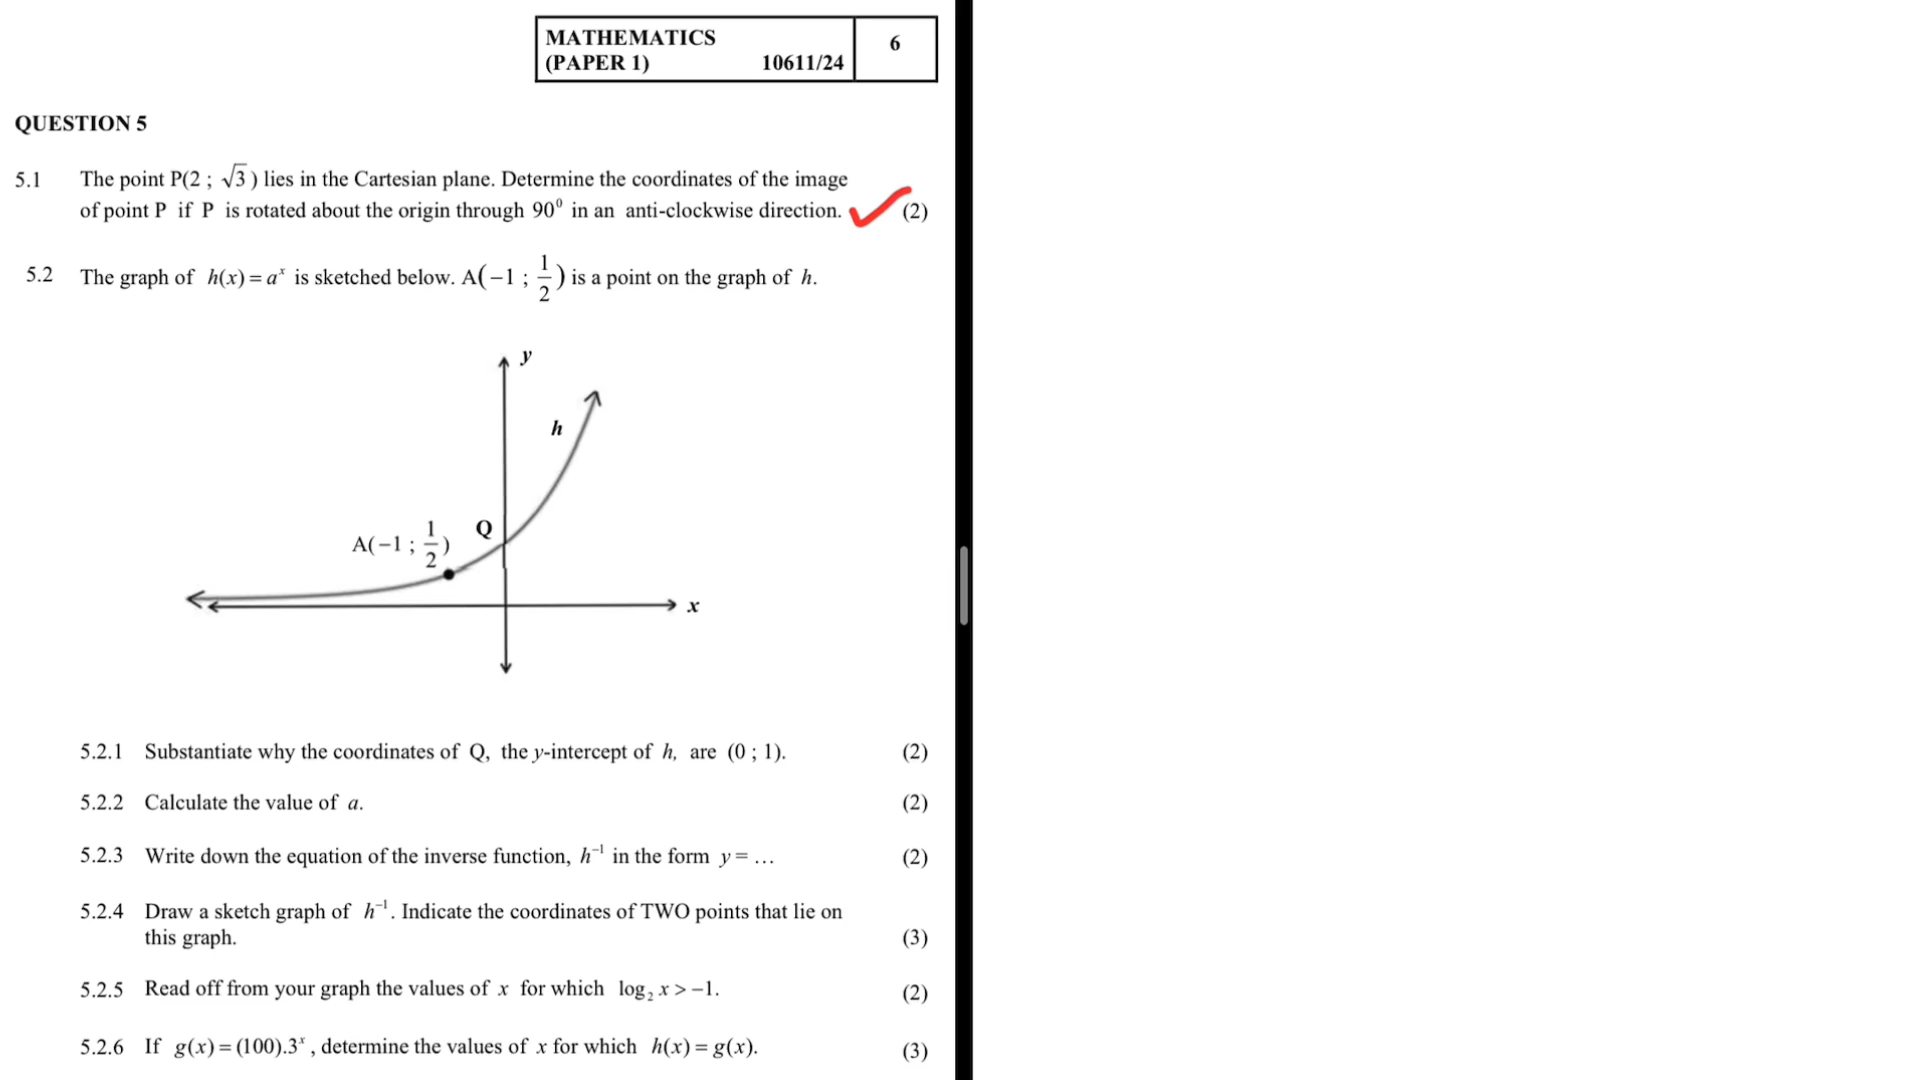 MATHEMATICS
(PAPER 1) 10611/24
6
QUESTION 5
5.1 The point P(2 ; √3 ) lies in the Cartesian plane. Determine the coordinates of the image
of point P if P is rotated about the origin through 90⁰ in an anti-clockwise direction. (2)
5.2 The graph of h(x) = aˣ is sketched below. A(−1 ; 1/2) is a point on the graph of h.
y
h
Q
A(−1 ; 1/2)
x
5.2.1 Substantiate why the coordinates of Q, the y-intercept of h, are (0 ; 1). (2)
5.2.2 Calculate the value of a. (2)
5.2.3 Write down the equation of the inverse function, h⁻¹ in the form y = … (2)
5.2.4 Draw a sketch graph of h⁻¹. Indicate the coordinates of TWO points that lie on
this graph. (3)
5.2.5 Read off from your graph the values of x for which log₂ x > −1. (2)
5.2.6 If g(x) = (100).3ˣ , determine the values of x for which h(x) = g(x). (3)